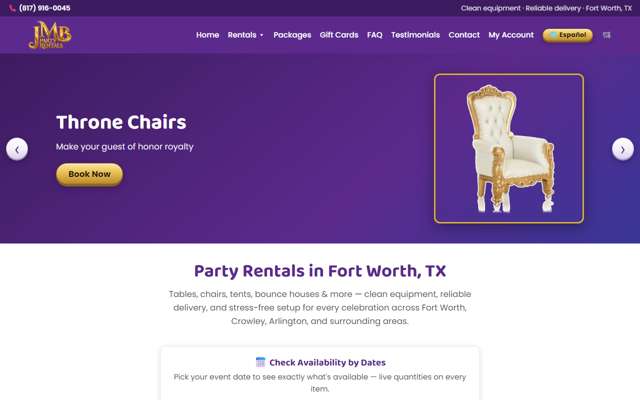 (817) 916-0045
Clean equipment · Reliable delivery · Fort Worth, TX
JMB
PARTY
RENTALS
Home
Rentals
Packages
Gift Cards
FAQ
Testimonials
Contact
My Account
Español
Throne Chairs
Make your guest of honor royalty
Book Now
Party Rentals in Fort Worth, TX
Tables, chairs, tents, bounce houses & more — clean equipment, reliable
delivery, and stress-free setup for every celebration across Fort Worth,
Crowley, Arlington, and surrounding areas.
Check Availability by Dates
Pick your event date to see exactly what's available — live quantities on every
item.